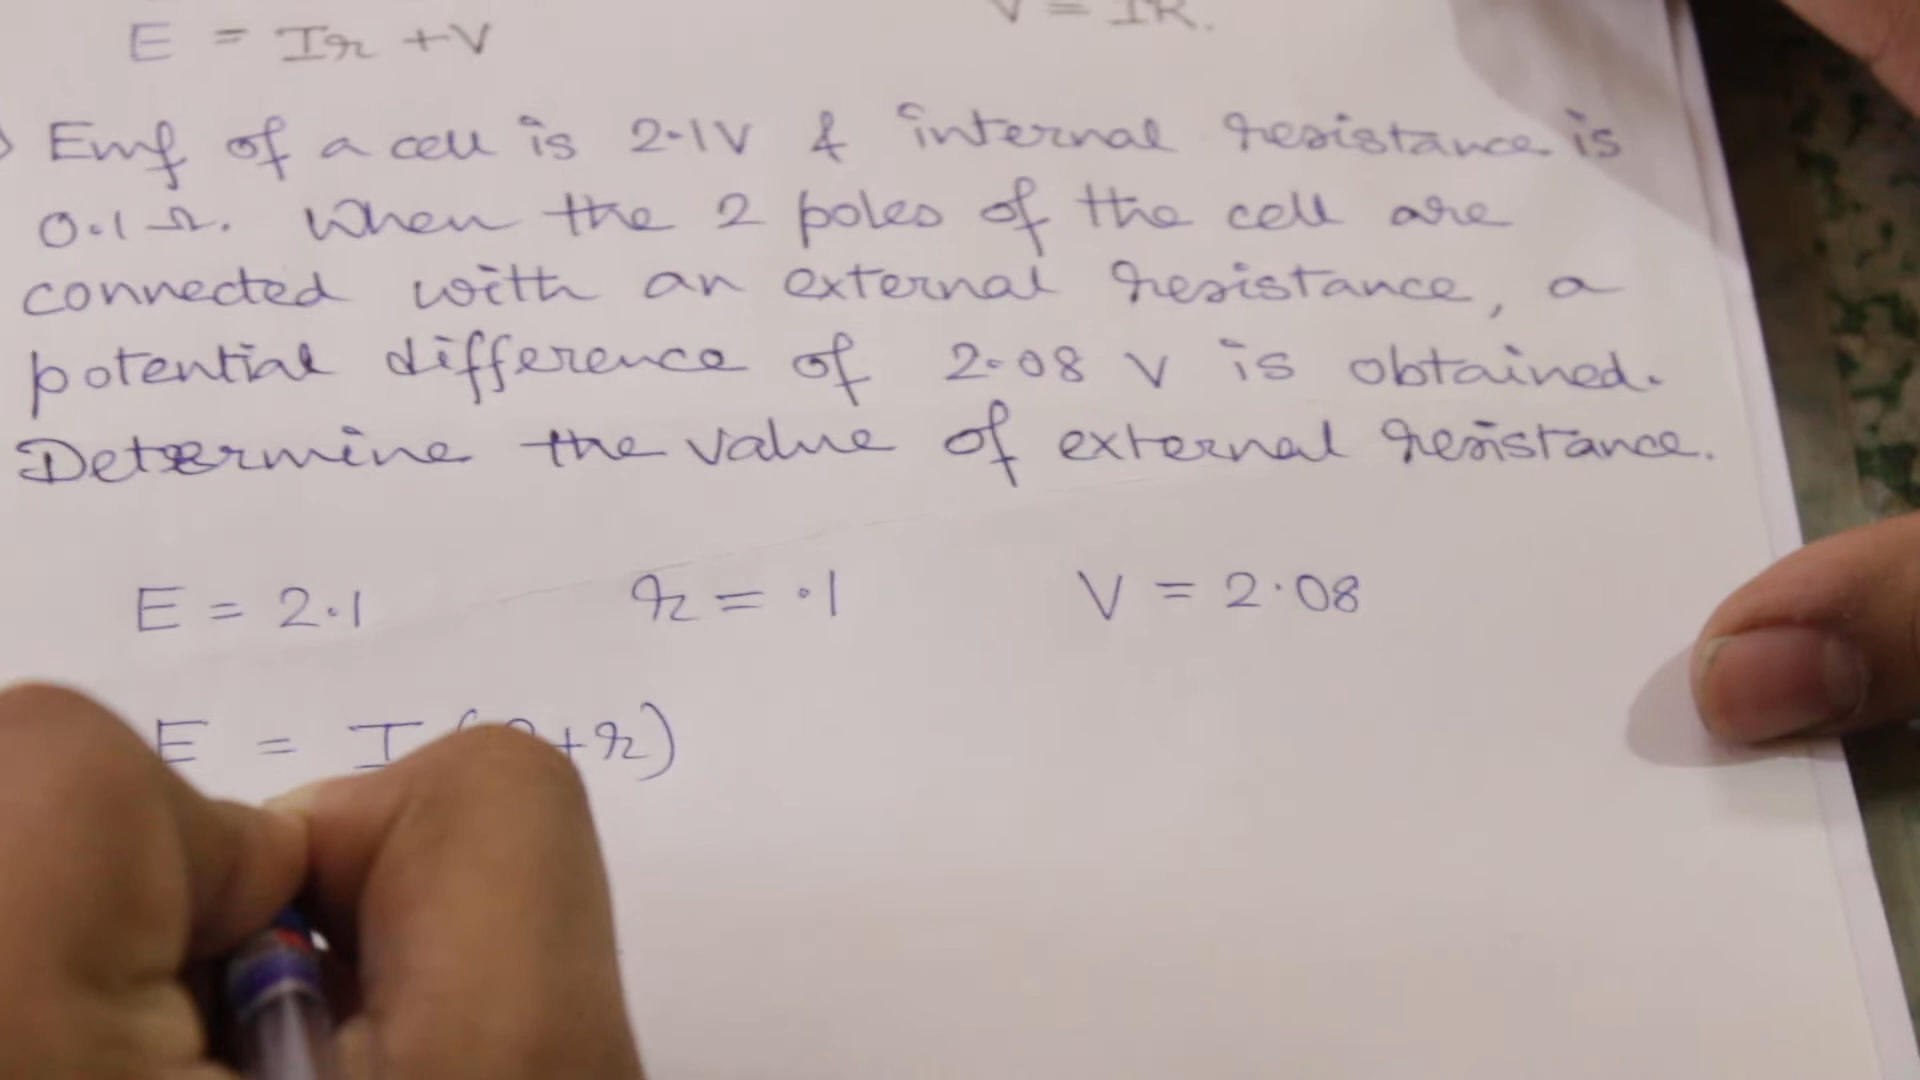 E = Ir + V V = IR.
Emf of a cell is 2.1V & internal resistance is
0.1 Ω. When the 2 poles of the cell are
connected with an external resistance, a
potential difference of 2.08 V is obtained.
Determine the value of external resistance.
E = 2.1 r = .1 V = 2.08
E = I (R+r)